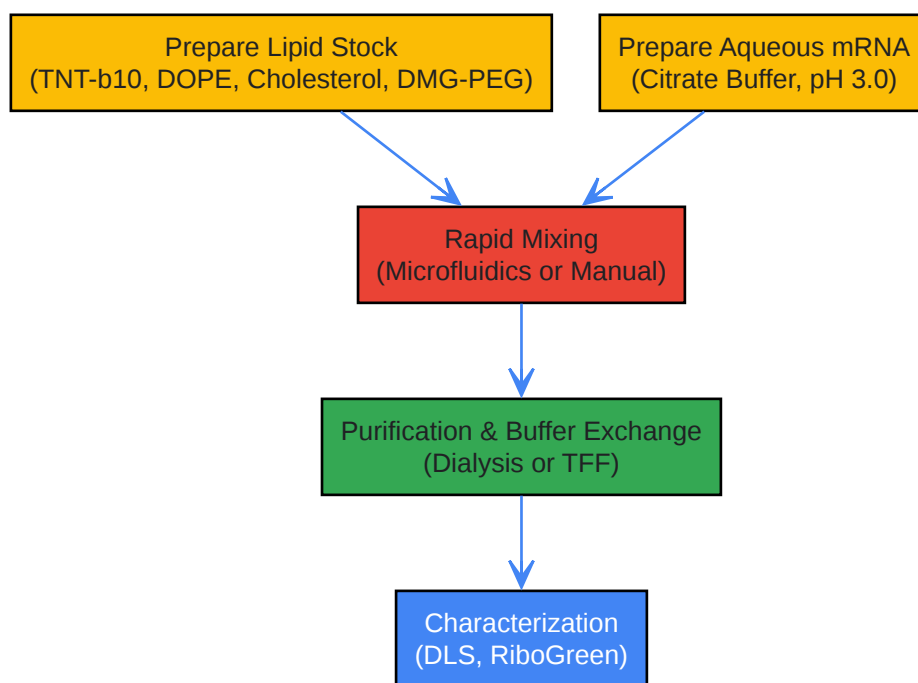 Prepare Lipid Stock
(TNT-b10, DOPE, Cholesterol, DMG-PEG)
Prepare Aqueous mRNA
(Citrate Buffer, pH 3.0)
Rapid Mixing
(Microfluidics or Manual)
Purification & Buffer Exchange
(Dialysis or TFF)
Characterization
(DLS, RiboGreen)